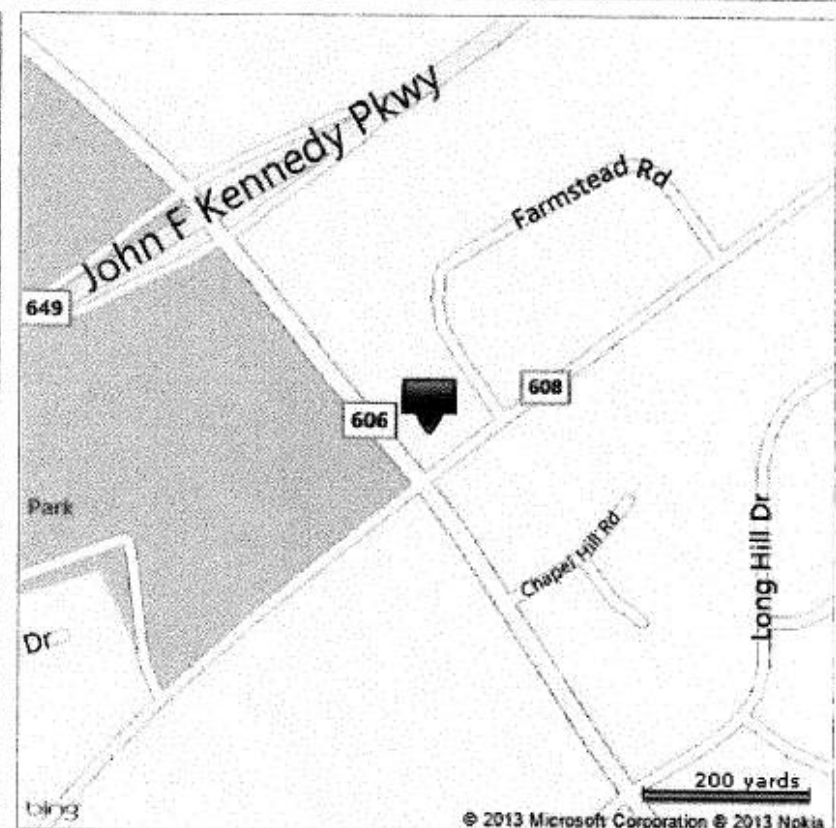 John F Kennedy Pkwy
Farmstead Rd
649
608
606
Park
Chapel Hill Rd
Long Hill Dr
Dr
200 yards
bing
© 2013 Microsoft Corporation © 2013 Nokia